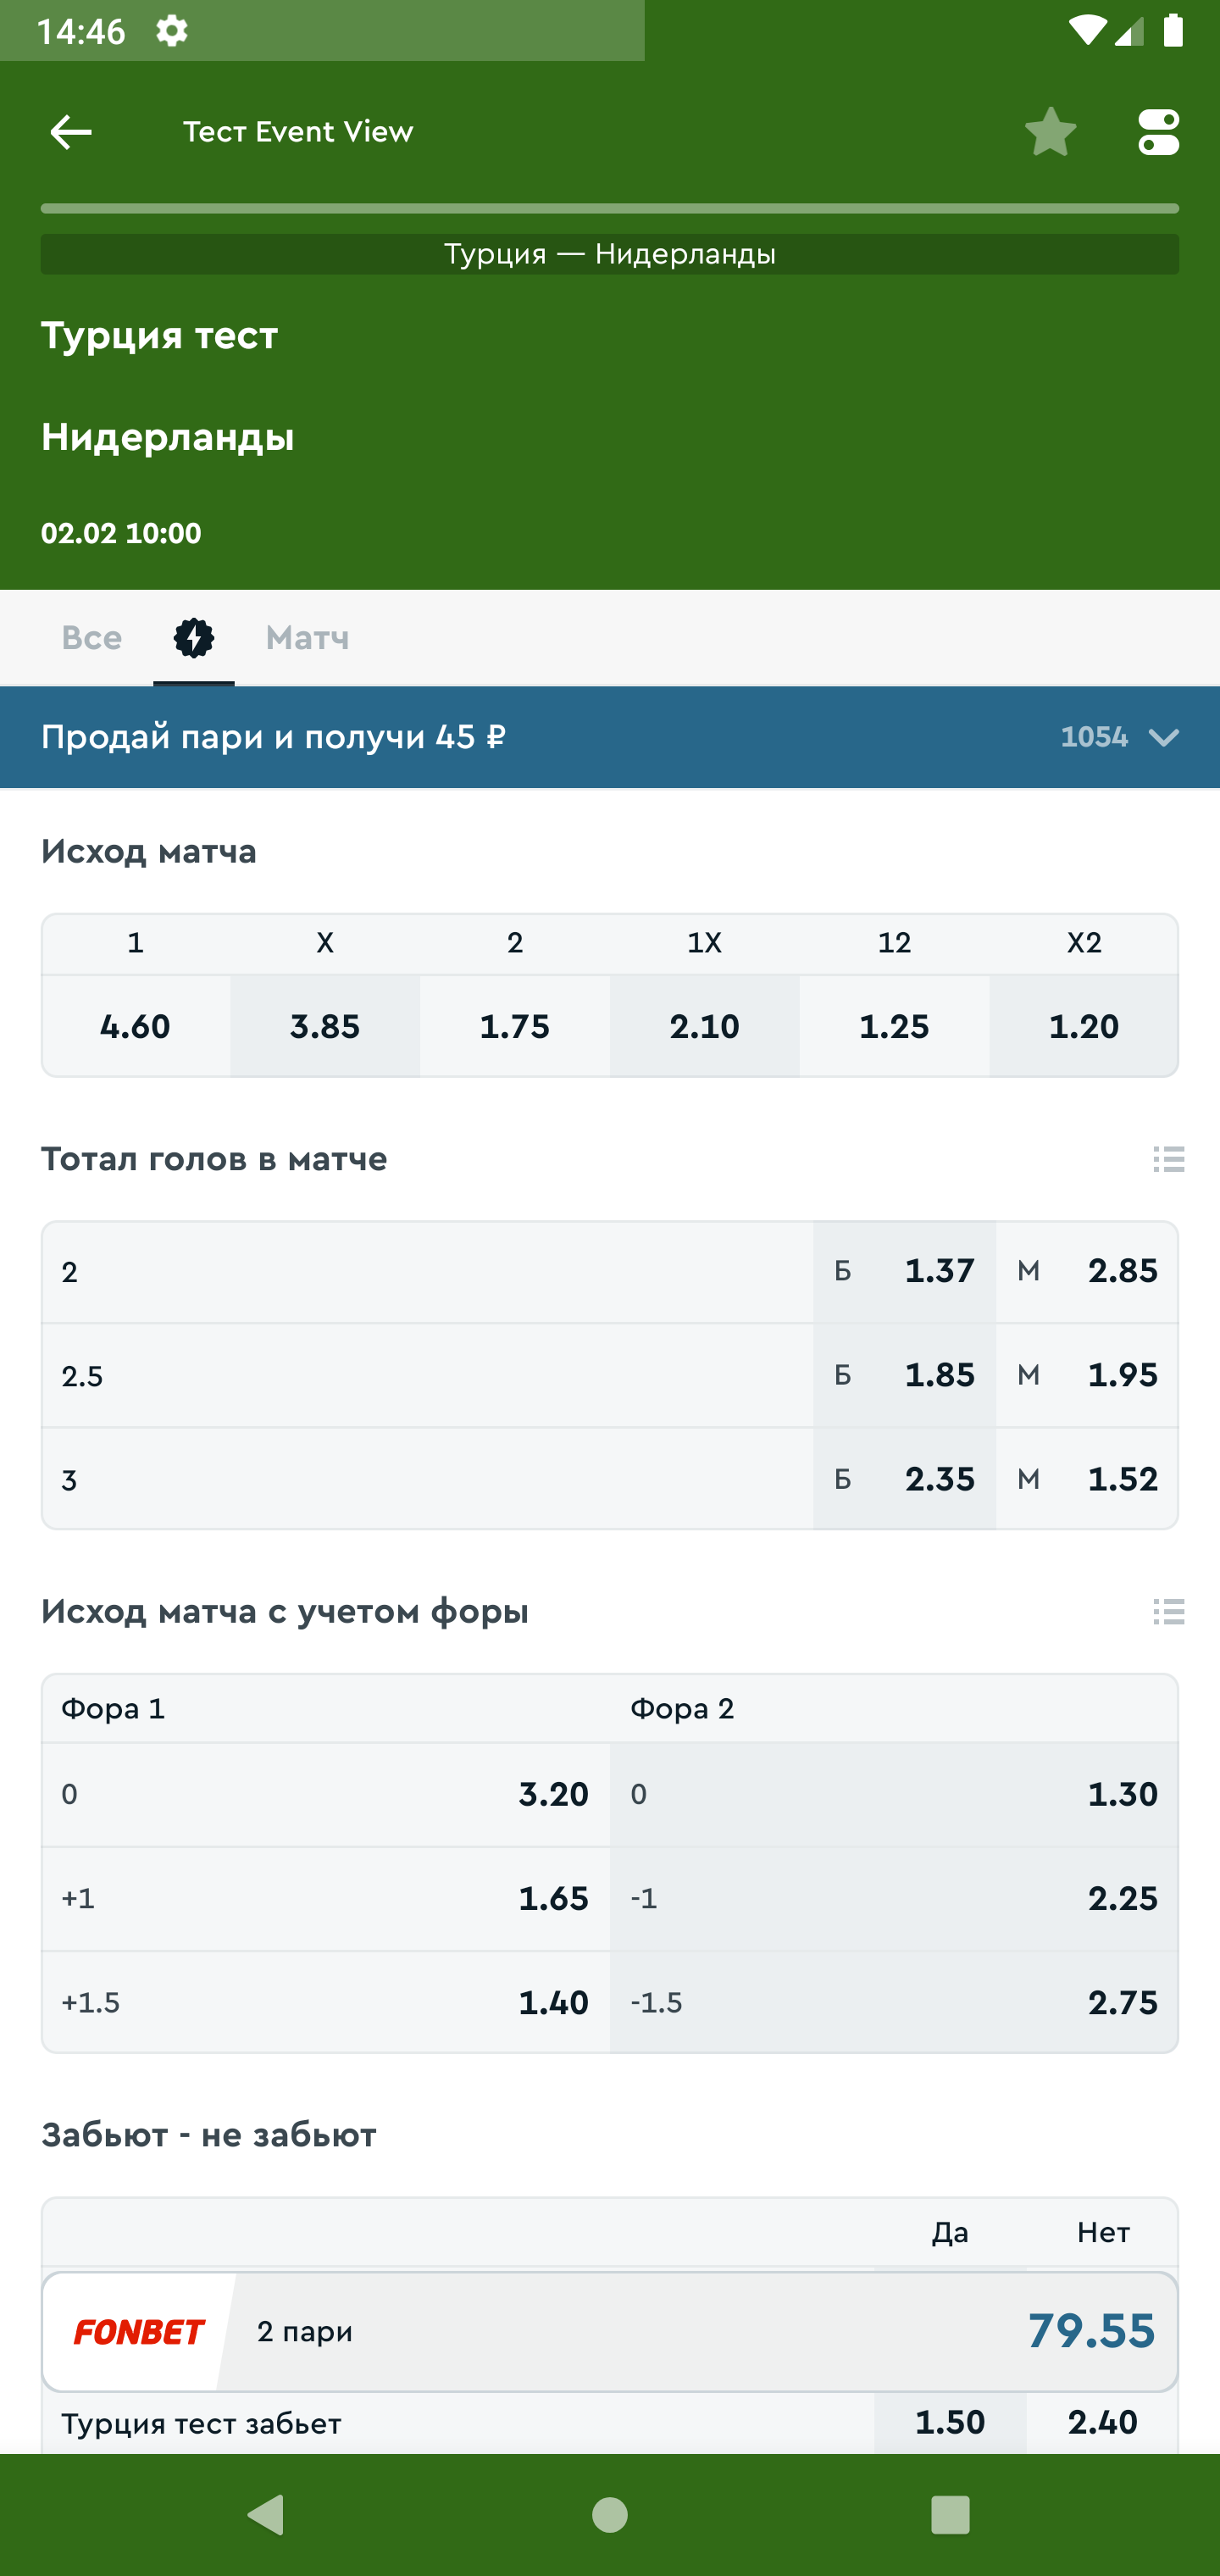 14:46
Тест Event View
Турция — Нидерланды
Турция тест
Нидерланды
02.02 10:00
Все Матч
Продай пари и получи 45 ₽ 1054
Исход матча
1 X 2 1X 12 X2
4.60 3.85 1.75 2.10 1.25 1.20
Тотал голов в матче
2 Б 1.37 М 2.85
2.5 Б 1.85 М 1.95
3 Б 2.35 М 1.52
Исход матча с учетом форы
Фора 1 Фора 2
0 3.20 0 1.30
+1 1.65 -1 2.25
+1.5 1.40 -1.5 2.75
Забьют - не забьют
Да Нет
FONBET 2 пари 79.55
Турция тест забьет 1.50 2.40